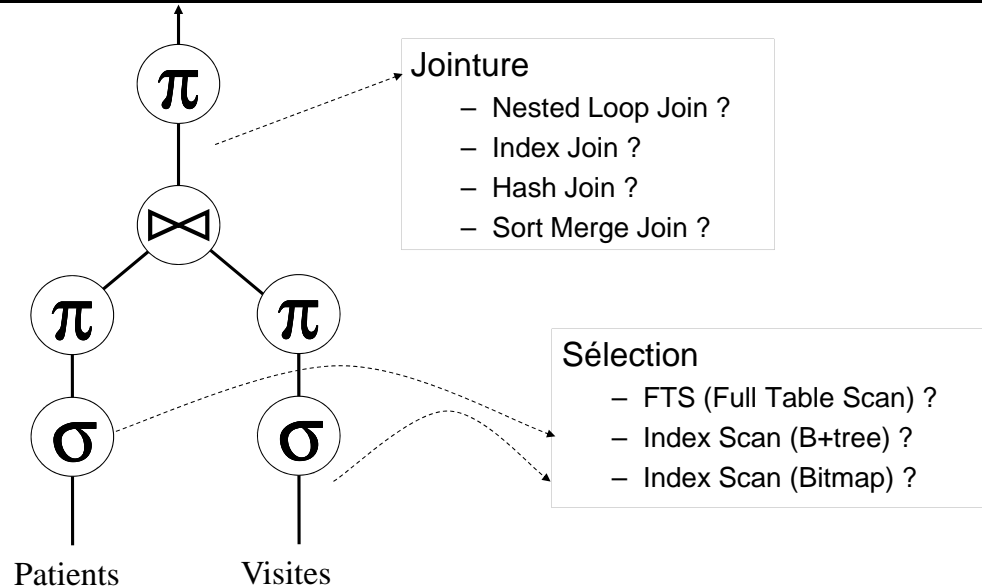 π
Jointure
– Nested Loop Join ?
– Index Join ?
– Hash Join ?
– Sort Merge Join ?
⋈
π
π
Sélection
– FTS (Full Table Scan) ?
– Index Scan (B+tree) ?
– Index Scan (Bitmap) ?
σ
σ
Patients
Visites